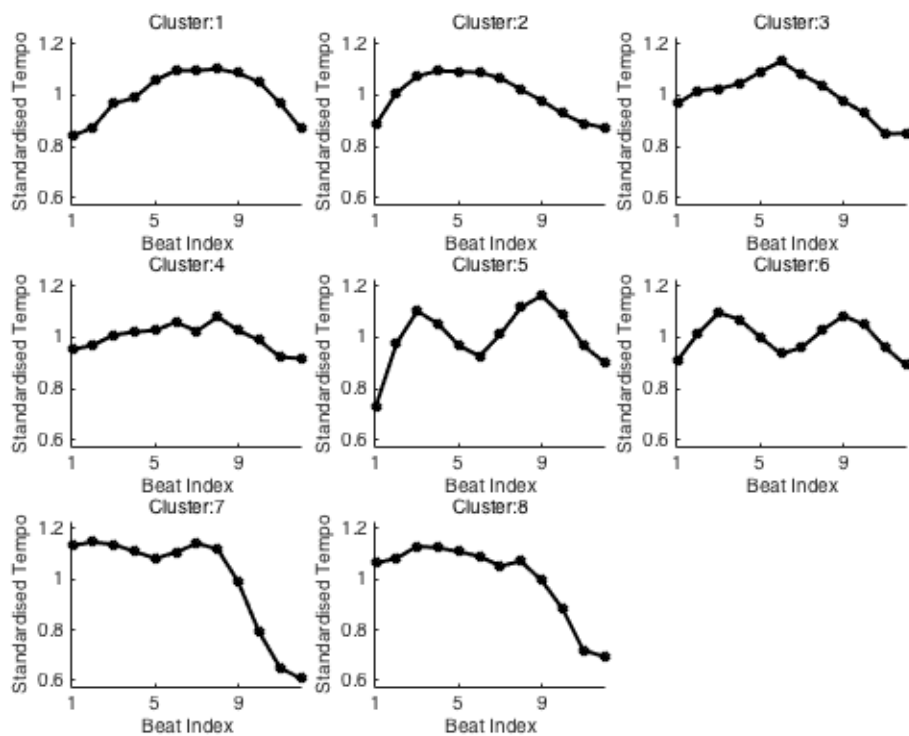 Cluster:1
Standardised Tempo
1.2
1
0.8
0.6
1
5
9
Beat Index
Cluster:2
Standardised Tempo
1.2
1
0.8
0.6
1
5
9
Beat Index
Cluster:3
Standardised Tempo
1.2
1
0.8
0.6
1
5
9
Beat Index
Cluster:4
Standardised Tempo
1.2
1
0.8
0.6
1
5
9
Beat Index
Cluster:5
Standardised Tempo
1.2
1
0.8
0.6
1
5
9
Beat Index
Cluster:6
Standardised Tempo
1.2
1
0.8
0.6
1
5
9
Beat Index
Cluster:7
Standardised Tempo
1.2
1
0.8
0.6
1
5
9
Beat Index
Cluster:8
Standardised Tempo
1.2
1
0.8
0.6
1
5
9
Beat Index